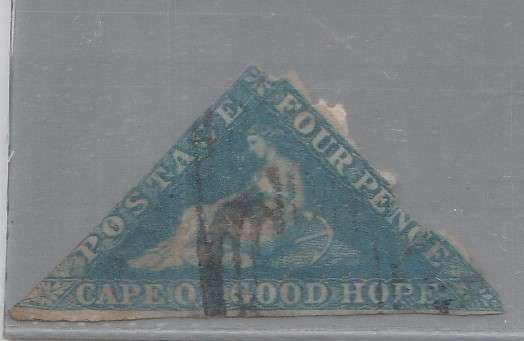 POSTAGE
FOUR PENCE
CAPE OF GOOD HOPE